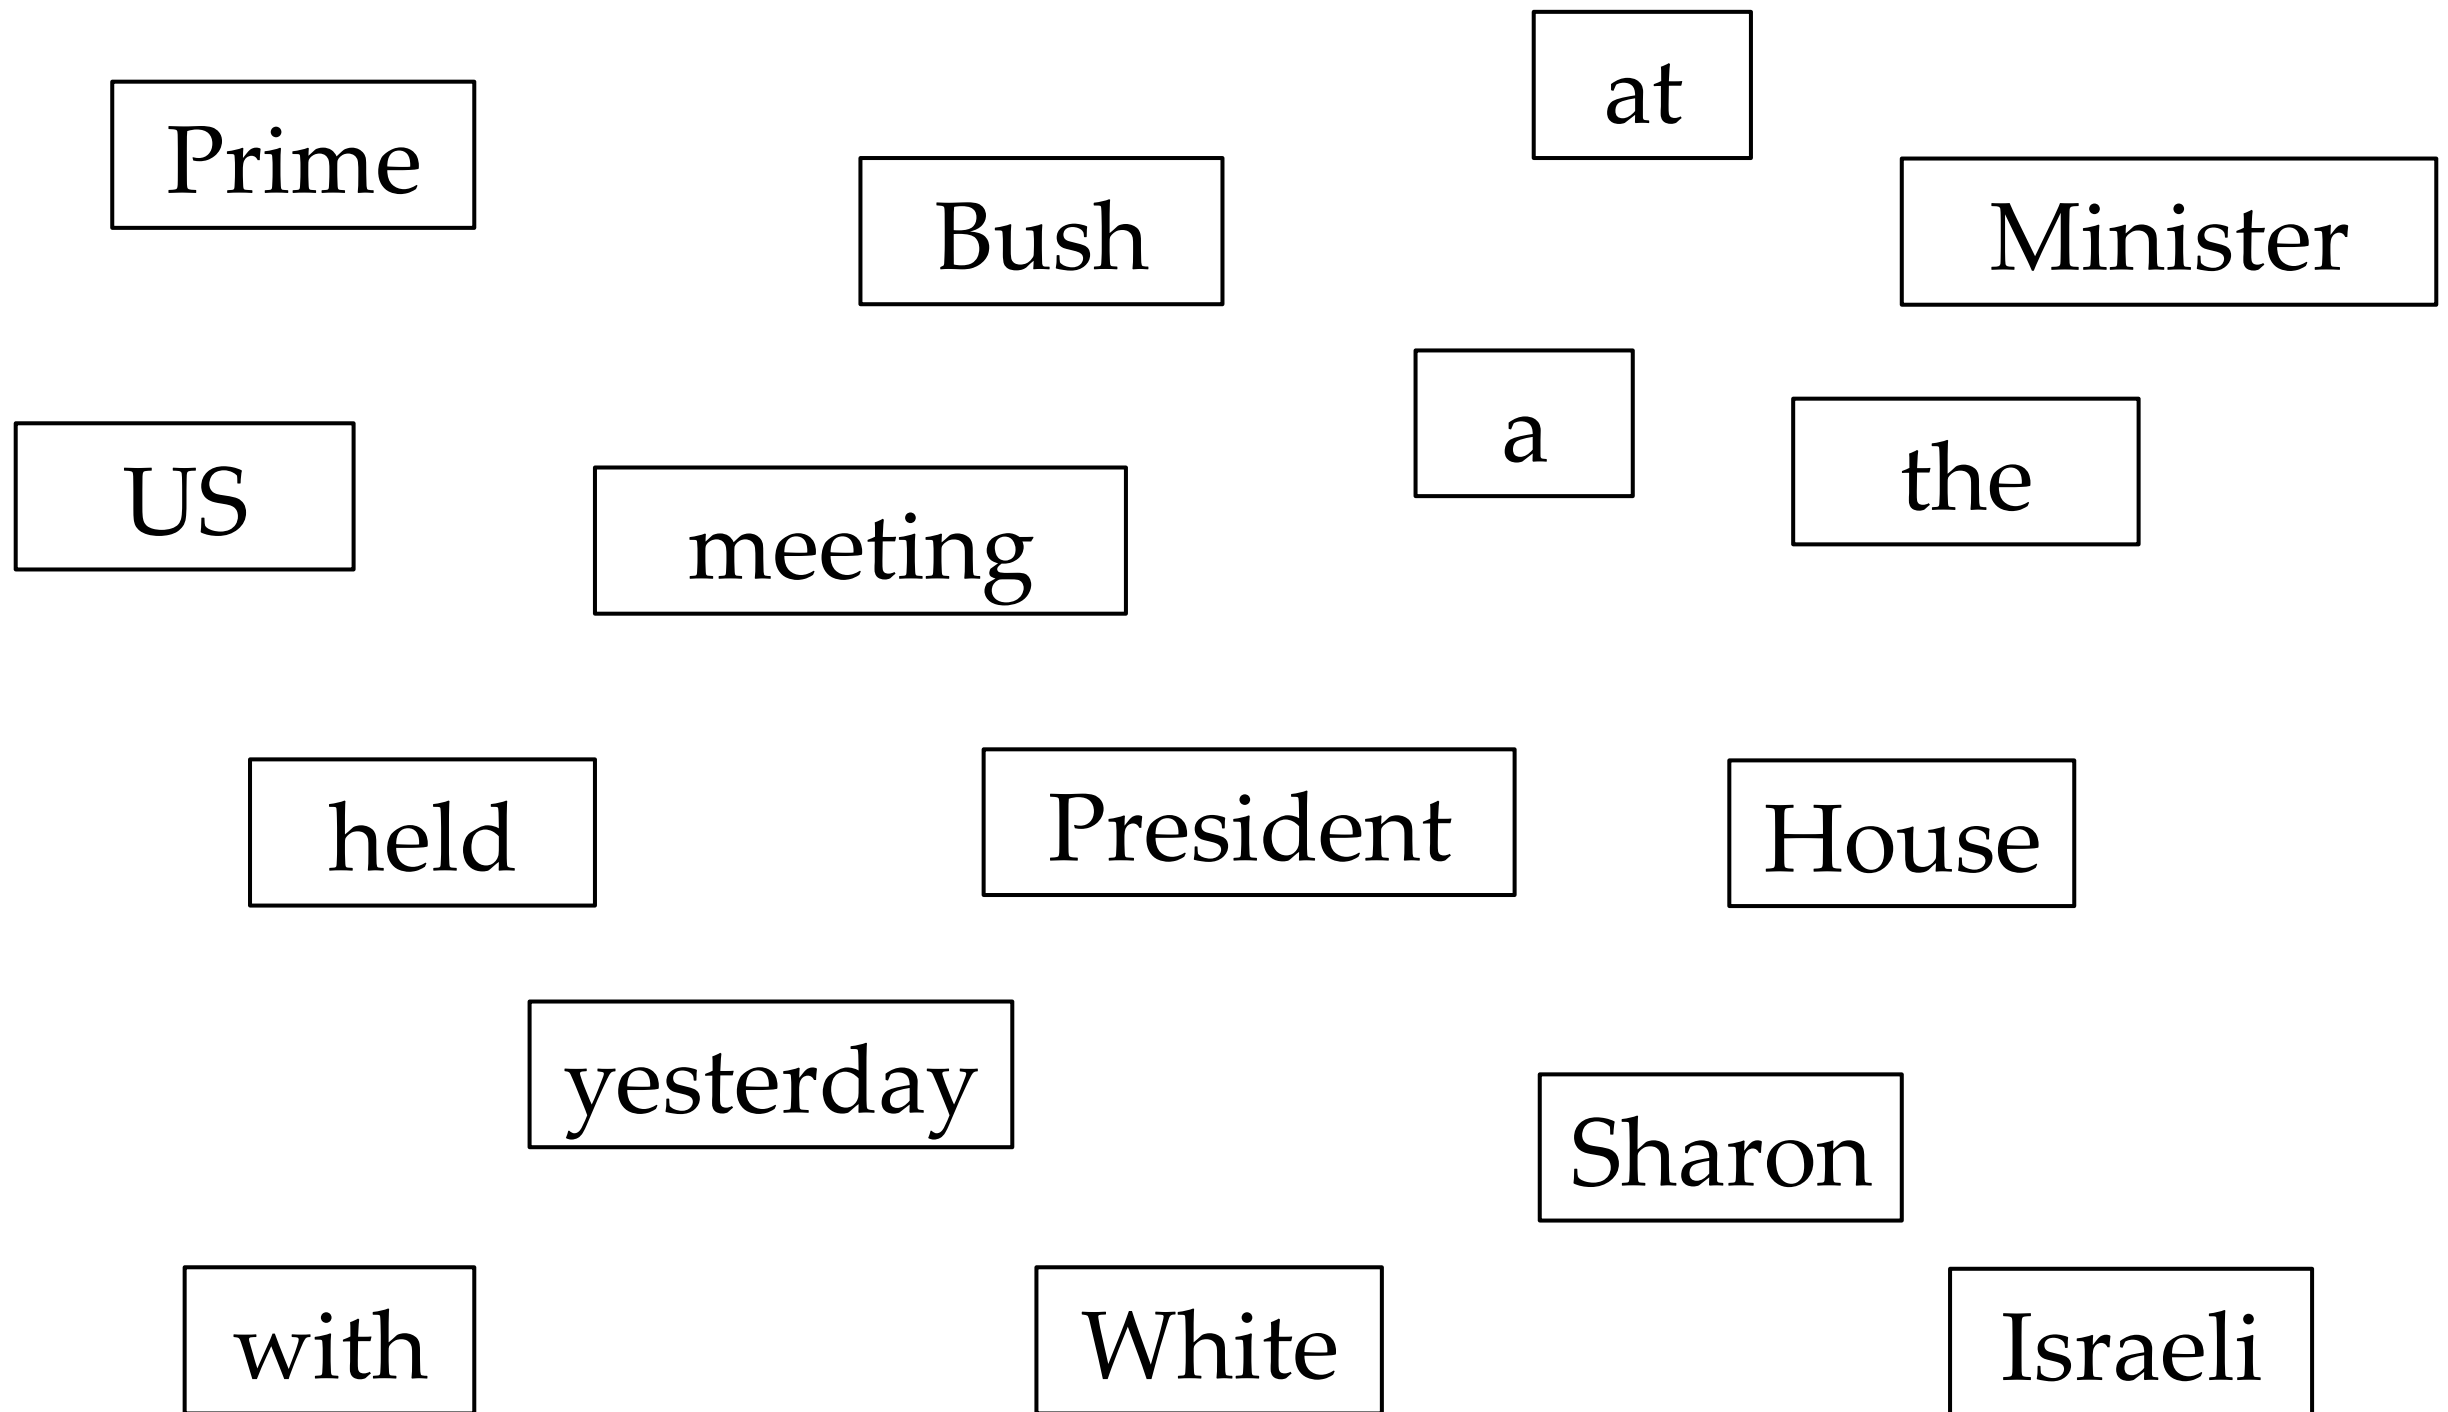 at
Prime
Bush
Minister
a
the
US
meeting
held
President
House
yesterday
Sharon
with
White
Israeli